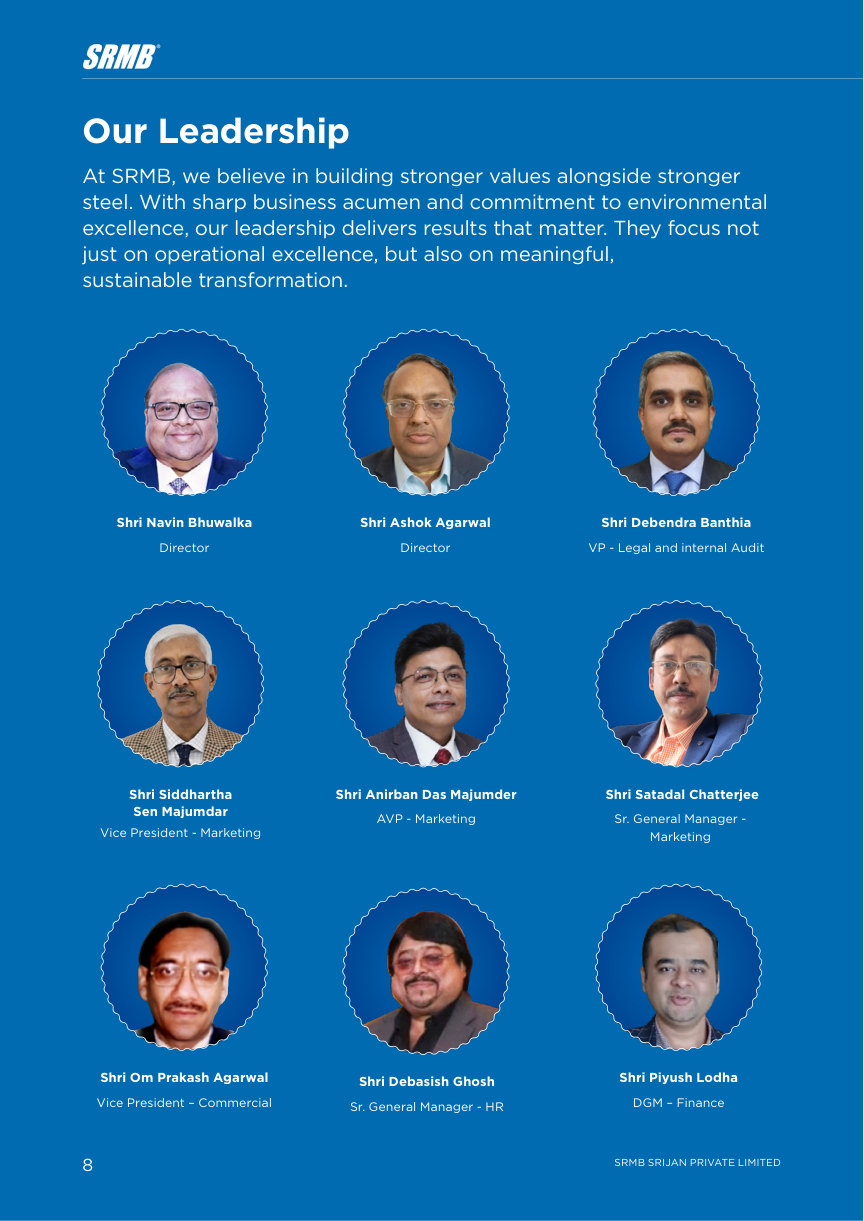 SRMB®
Our Leadership
At SRMB, we believe in building stronger values alongside stronger
steel. With sharp business acumen and commitment to environmental
excellence, our leadership delivers results that matter. They focus not
just on operational excellence, but also on meaningful,
sustainable transformation.
Shri Navin Bhuwalka
Director
Shri Ashok Agarwal
Director
Shri Debendra Banthia
VP - Legal and internal Audit
Shri Siddhartha
Sen Majumdar
Vice President - Marketing
Shri Anirban Das Majumder
AVP - Marketing
Shri Satadal Chatterjee
Sr. General Manager -
Marketing
Shri Om Prakash Agarwal
Vice President – Commercial
Shri Debasish Ghosh
Sr. General Manager - HR
Shri Piyush Lodha
DGM – Finance
8
SRMB SRIJAN PRIVATE LIMITED